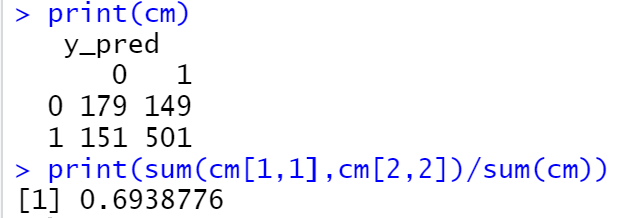 > print(cm)
y_pred
0 1
0 179 149
1 151 501
> print(sum(cm[1,1],cm[2,2])/sum(cm))
[1] 0.6938776